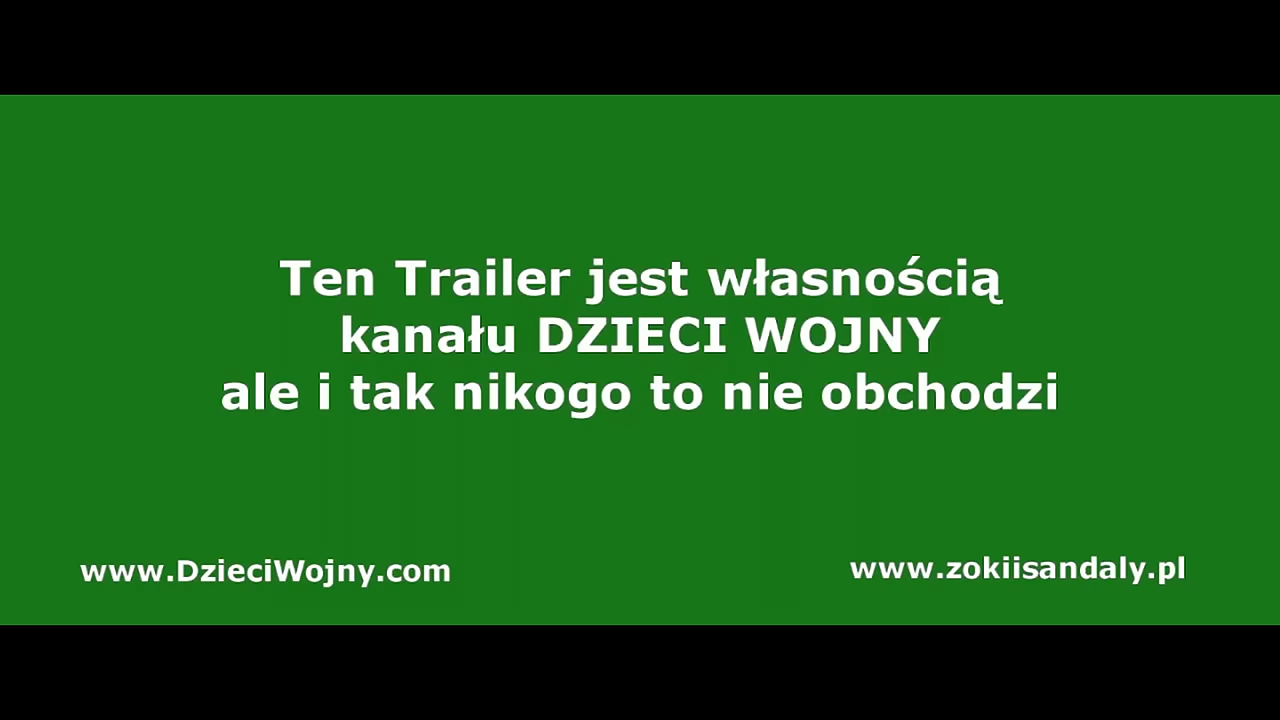 Ten Trailer jest własnością
kanału DZIECI WOJNY
ale i tak nikogo to nie obchodzi
www.DzieciWojny.com
www.zokiisandaly.pl